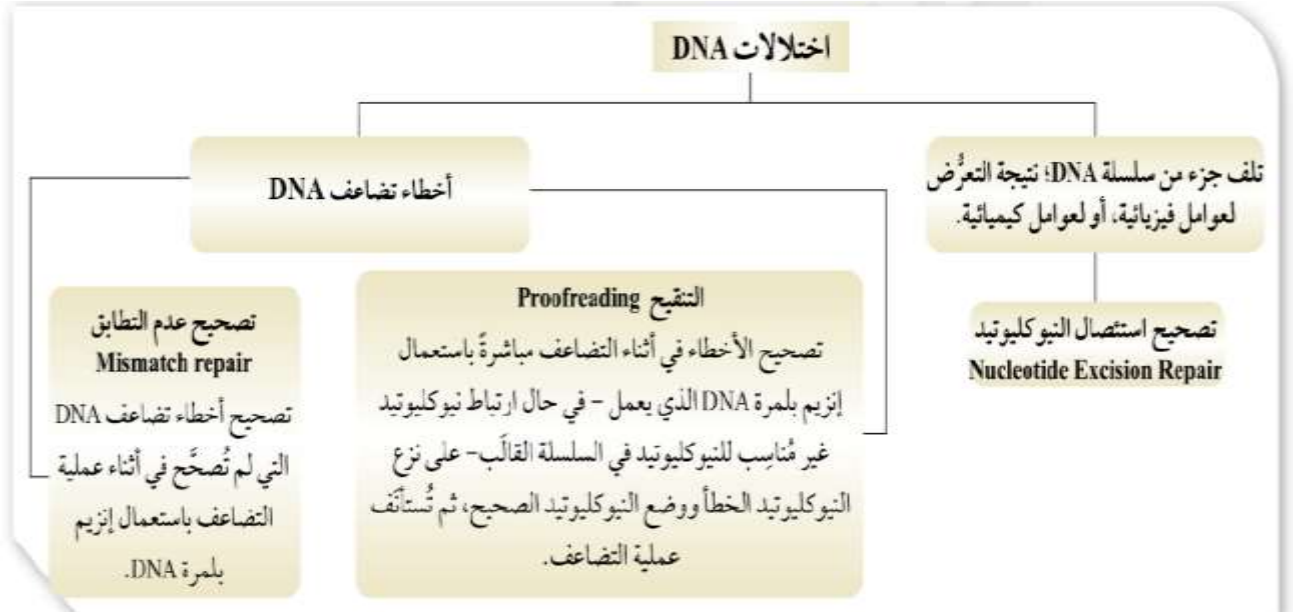 اختلالات DNA
تلف جزء من سلسلة DNA؛ نتيجة التعرُّض
لعوامل فيزيائية، أو لعوامل كيميائية.
تصحيح استئصال النيوكليوتيد
Nucleotide Excision Repair
أخطاء تضاعف DNA
التنقيح Proofreading
تصحيح الأخطاء في أثناء التضاعف مباشرةً باستعمال
إنزيم بلمرة DNA الذي يعمل – في حال ارتباط نيوكليوتيد
غير مُناسِب للنيوكليوتيد في السلسلة القالَب– على نزع
النيوكليوتيد الخطأ ووضع النيوكليوتيد الصحيح، ثم تُستأنَف
عملية التضاعف.
تصحيح عدم التطابق
Mismatch repair
تصحيح أخطاء تضاعف DNA
التي لم تُصحَّح في أثناء عملية
التضاعف باستعمال إنزيم
بلمرة DNA.